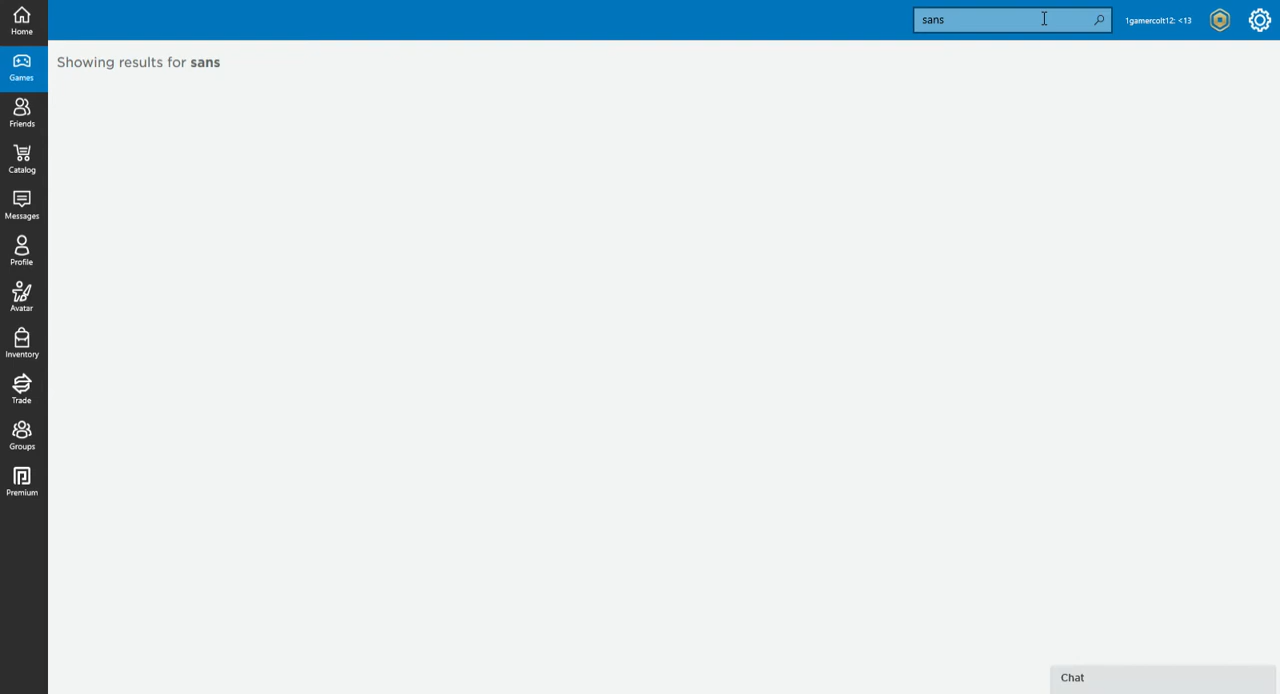 Home
sans
1gamercolt12: <13
Games
Showing results for sans
Friends
Catalog
Messages
Profile
Avatar
Inventory
Trade
Groups
Premium
Chat